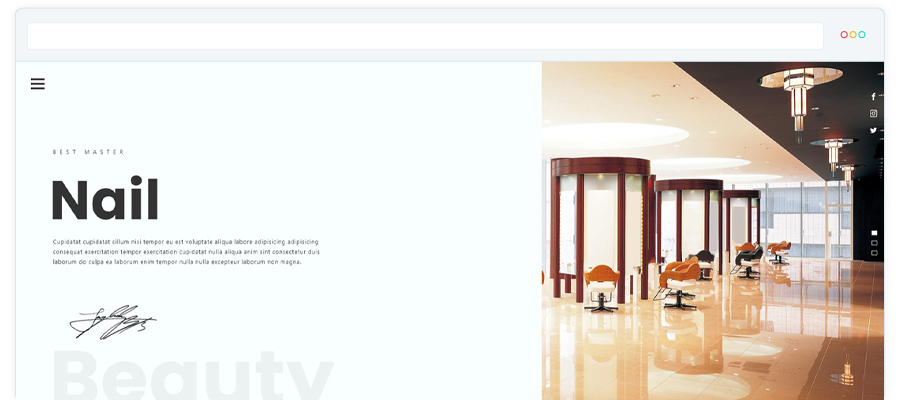 BEST MASTER
Nail
Cupidatat cupidatat cillum nisi tempor eu est voluptate aliqua labore adipisicing adipisicing
consequat exercitation tempor exercitation cupidatat nulla aliqua anim sint consectetur duis
laborum do culpa ea laborum enim tempor nulla nulla excepteur laborum non magna.
Beauty